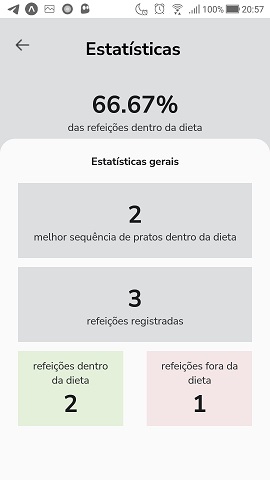 100% 20:57
Estatísticas
66.67%
das refeições dentro da dieta
Estatísticas gerais
2
melhor sequência de pratos dentro da dieta
3
refeições registradas
refeições dentro
da dieta
2
refeições fora da
dieta
1